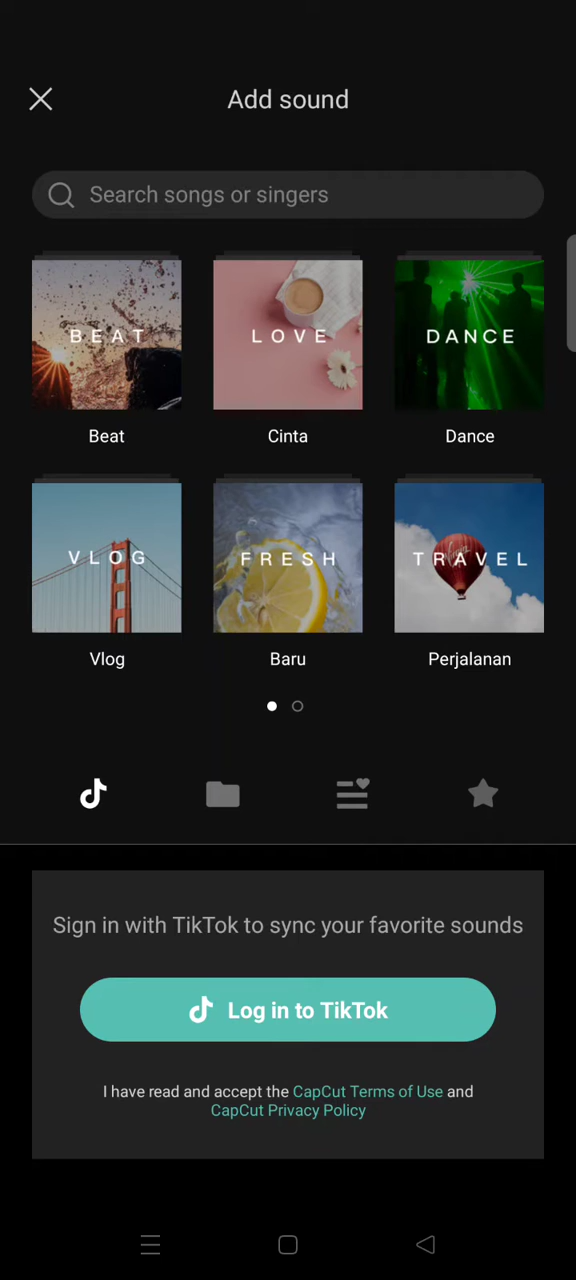 Add sound
Search songs or singers
BEAT
LOVE
DANCE
Beat
Cinta
Dance
VLOG
FRESH
TRAVEL
Vlog
Baru
Perjalanan
Sign in with TikTok to sync your favorite sounds
Log in to TikTok
I have read and accept the CapCut Terms of Use and
CapCut Privacy Policy